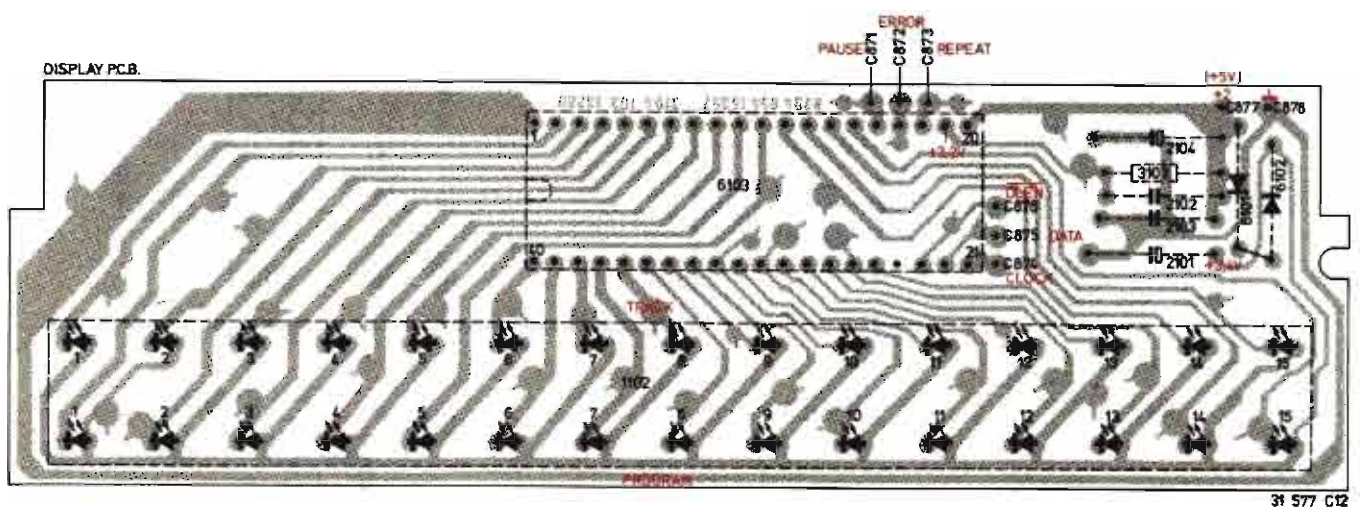 ERROR
PAUSE C871 C872 C873 REPEAT
DISPLAY P.C.B.
(+5V)
+2 C877 C878
1 20
2104
3101
6103
6102
6101
2102
C876
2103
40 21 C875 DATA
C874 2101
CLOCK
TRACK
1 2 3 4 5 6 7 8 9 10 11 12 13 14 15
1102
1 2 3 4 5 6 7 8 9 10 11 12 13 14 15
PROGRAM
31 577 C12